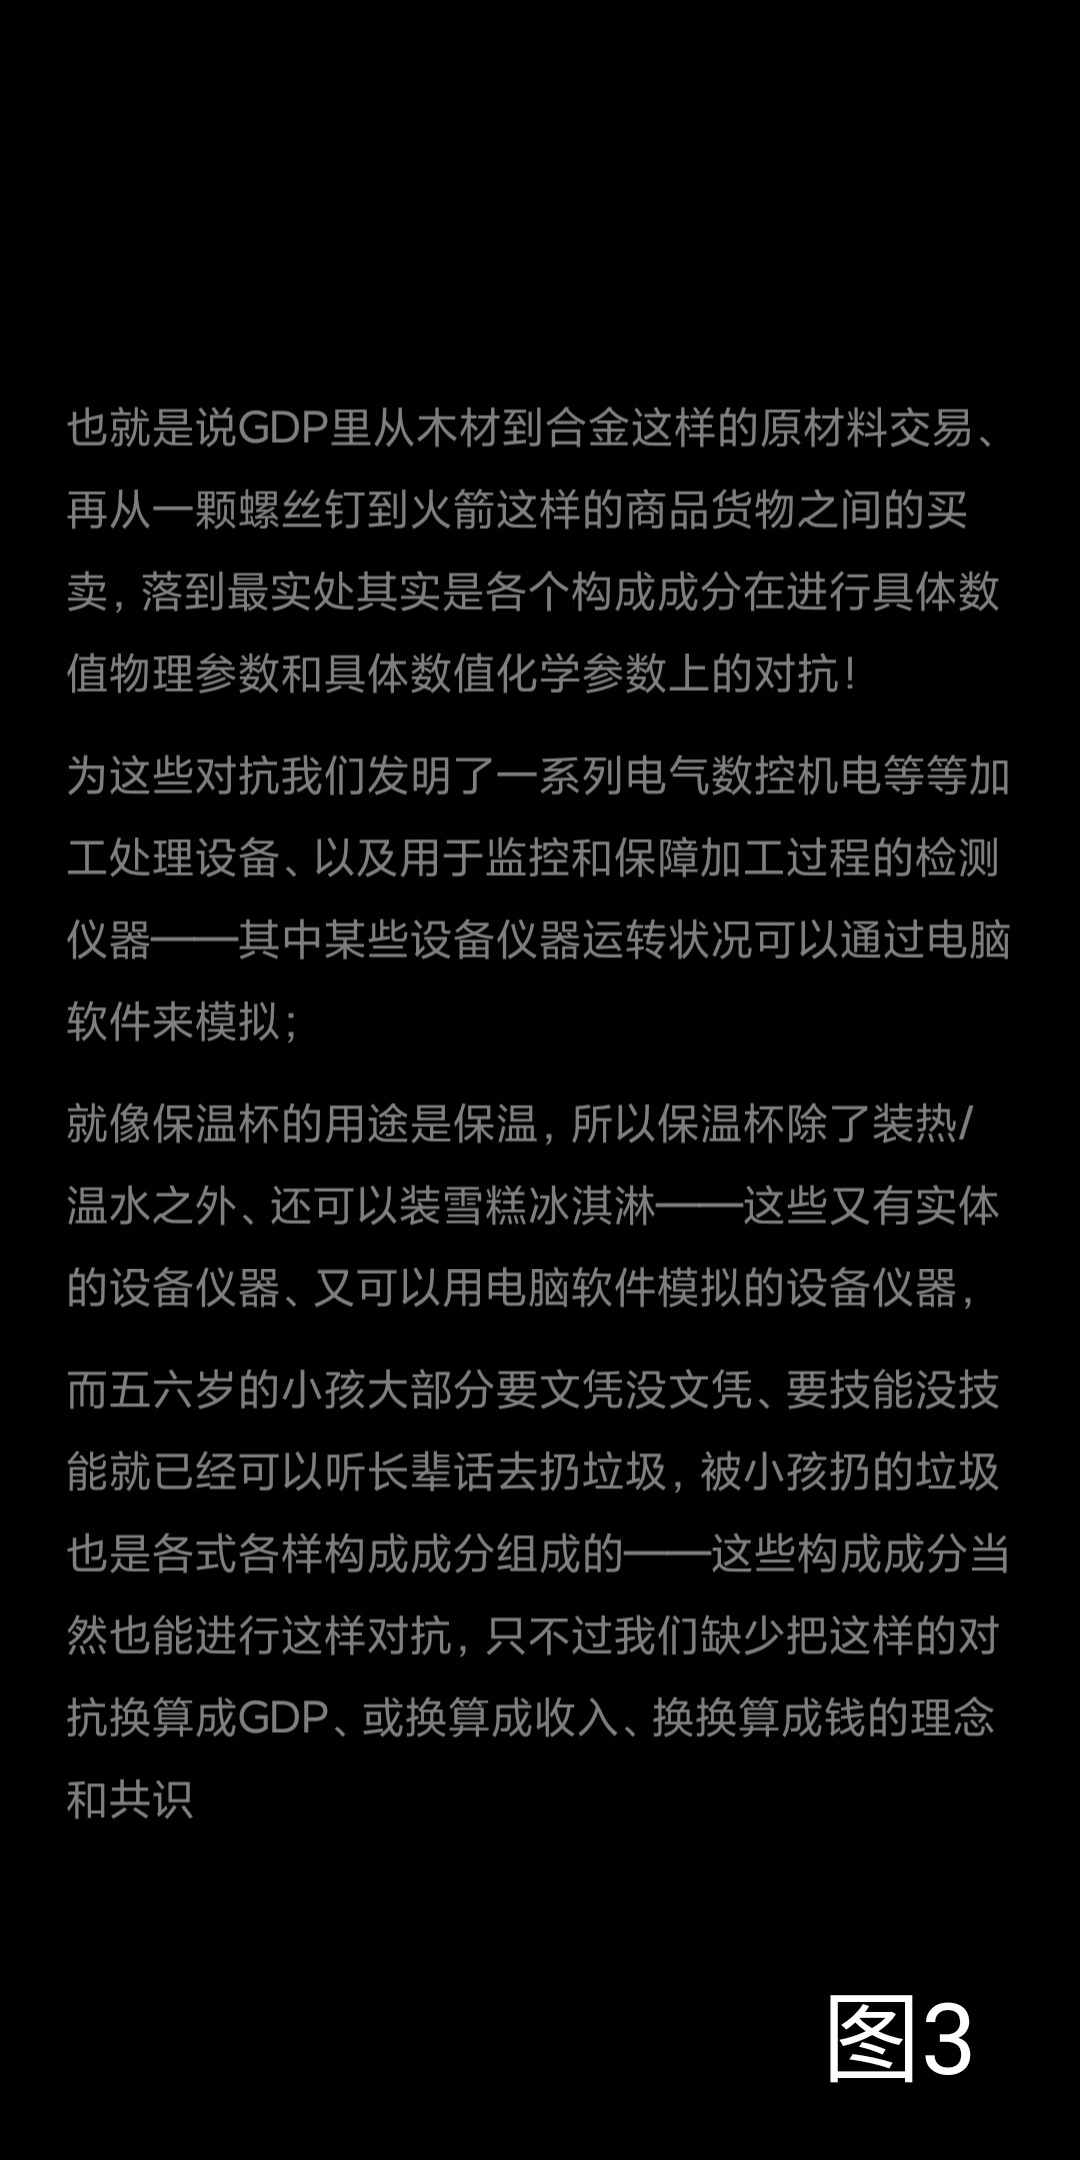 也就是说GDP里从木材到合金这样的原材料交易、
再从一颗螺丝钉到火箭这样的商品货物之间的买
卖，落到最实处其实是各个构成成分在进行具体数
值物理参数和具体数值化学参数上的对抗！
为这些对抗我们发明了一系列电气数控机电等等加
工处理设备、以及用于监控和保障加工过程的检测
仪器——其中某些设备仪器运转状况可以通过电脑
软件来模拟；
就像保温杯的用途是保温，所以保温杯除了装热/
温水之外、还可以装雪糕冰淇淋——这些又有实体
的设备仪器、又可以用电脑软件模拟的设备仪器，
而五六岁的小孩大部分要文凭没文凭、要技能没技
能就已经可以听长辈话去扔垃圾，被小孩扔的垃圾
也是各式各样构成成分组成的——这些构成成分当
然也能进行这样对抗，只不过我们缺少把这样的对
抗换算成GDP、或换算成收入、换换算成钱的理念
和共识
图3